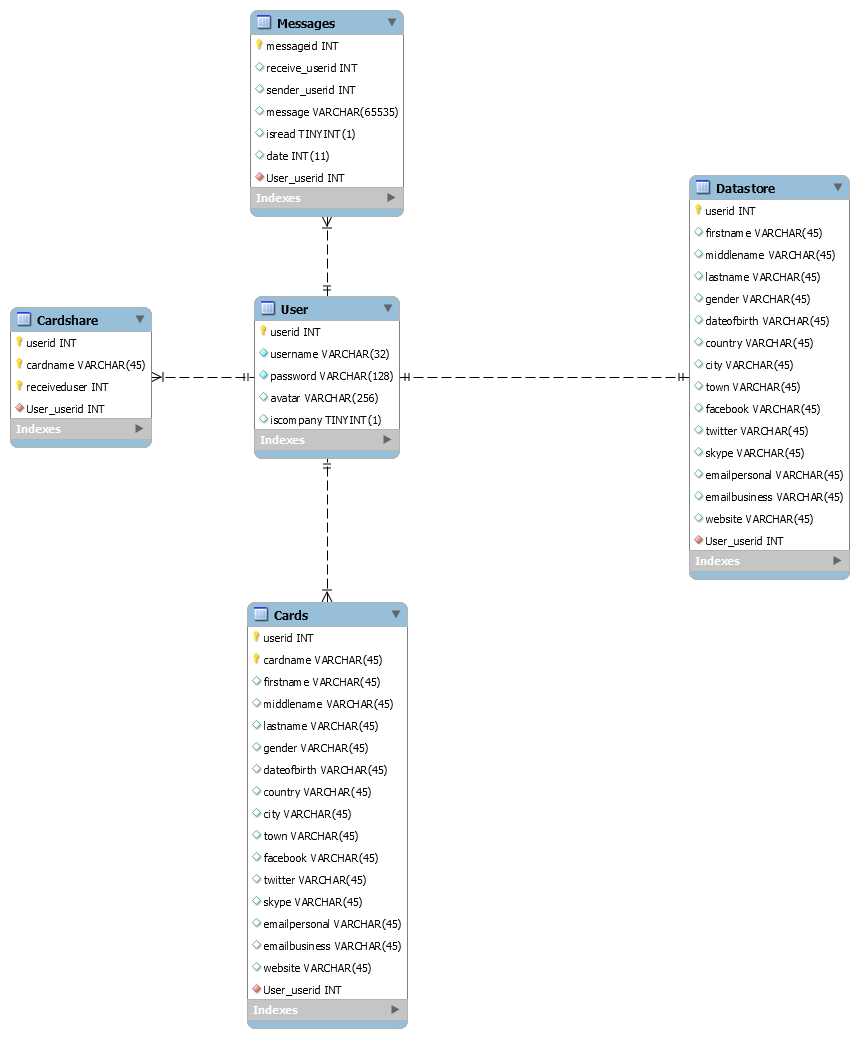 Messages
messageid INT
receive_userid INT
sender_userid INT
message VARCHAR(65535)
isread TINYINT(1)
date INT(11)
User_userid INT
Indexes
Datastore
userid INT
firstname VARCHAR(45)
middlename VARCHAR(45)
lastname VARCHAR(45)
gender VARCHAR(45)
dateofbirth VARCHAR(45)
country VARCHAR(45)
city VARCHAR(45)
town VARCHAR(45)
facebook VARCHAR(45)
twitter VARCHAR(45)
skype VARCHAR(45)
emailpersonal VARCHAR(45)
emailbusiness VARCHAR(45)
website VARCHAR(45)
User_userid INT
Indexes
Cardshare
userid INT
cardname VARCHAR(45)
receiveduser INT
User_userid INT
Indexes
User
userid INT
username VARCHAR(32)
password VARCHAR(128)
avatar VARCHAR(256)
iscompany TINYINT(1)
Indexes
Cards
userid INT
cardname VARCHAR(45)
firstname VARCHAR(45)
middlename VARCHAR(45)
lastname VARCHAR(45)
gender VARCHAR(45)
dateofbirth VARCHAR(45)
country VARCHAR(45)
city VARCHAR(45)
town VARCHAR(45)
facebook VARCHAR(45)
twitter VARCHAR(45)
skype VARCHAR(45)
emailpersonal VARCHAR(45)
emailbusiness VARCHAR(45)
website VARCHAR(45)
User_userid INT
Indexes